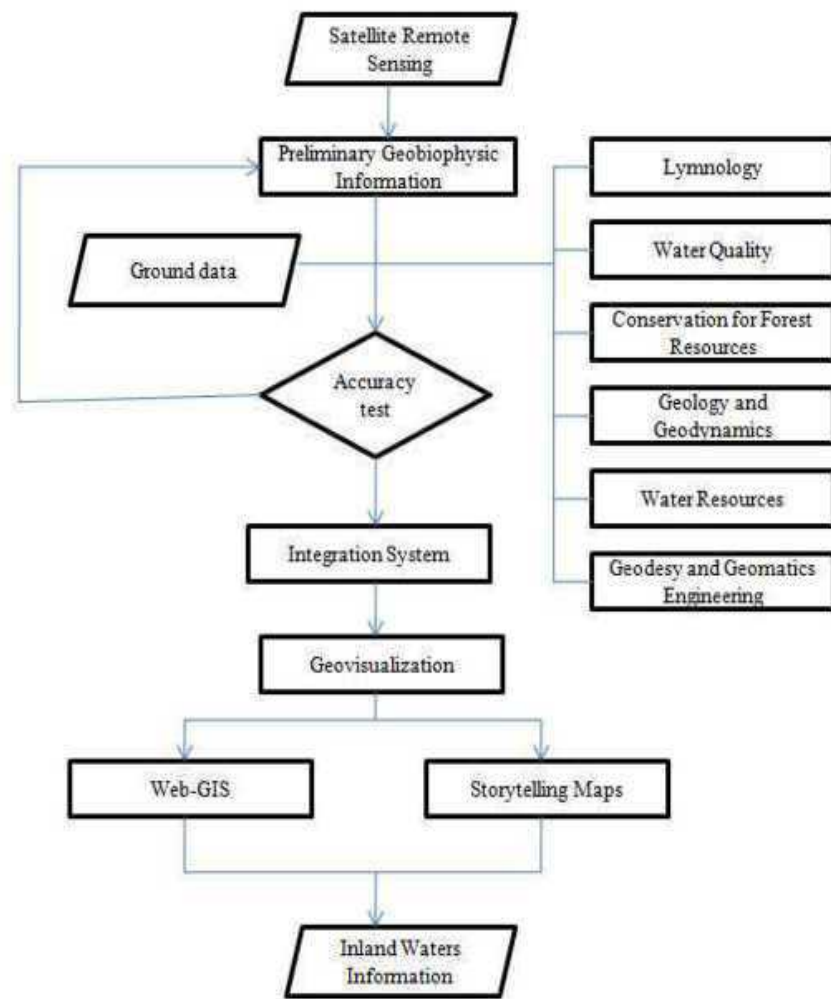 Satellite Remote
Sensing
Preliminary Geobiophysic
Information
Lymnology
Ground data
Water Quality
Conservation for Forest
Resources
Accuracy
test
Geology and
Geodynamics
Water Resources
Integration System
Geodesy and Geomatics
Engineering
Geovisualization
Web-GIS
Storytelling Maps
Inland Waters
Information